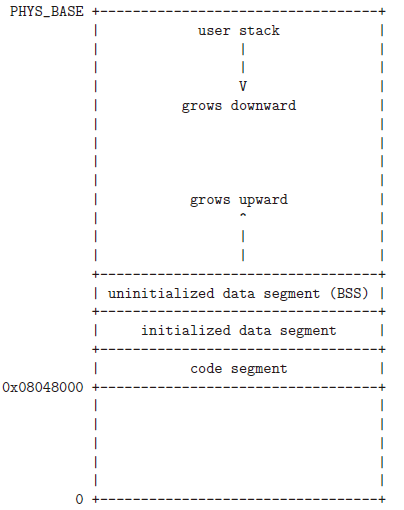 PHYS_BASE +----------------------------------+
| user stack |
| | |
| | |
| V |
| grows downward |
| |
| |
| |
| |
| grows upward |
| ^ |
| | |
| | |
+----------------------------------+
| uninitialized data segment (BSS) |
+----------------------------------+
| initialized data segment |
+----------------------------------+
| code segment |
0x08048000 +----------------------------------+
| |
| |
| |
| |
| |
0 +----------------------------------+